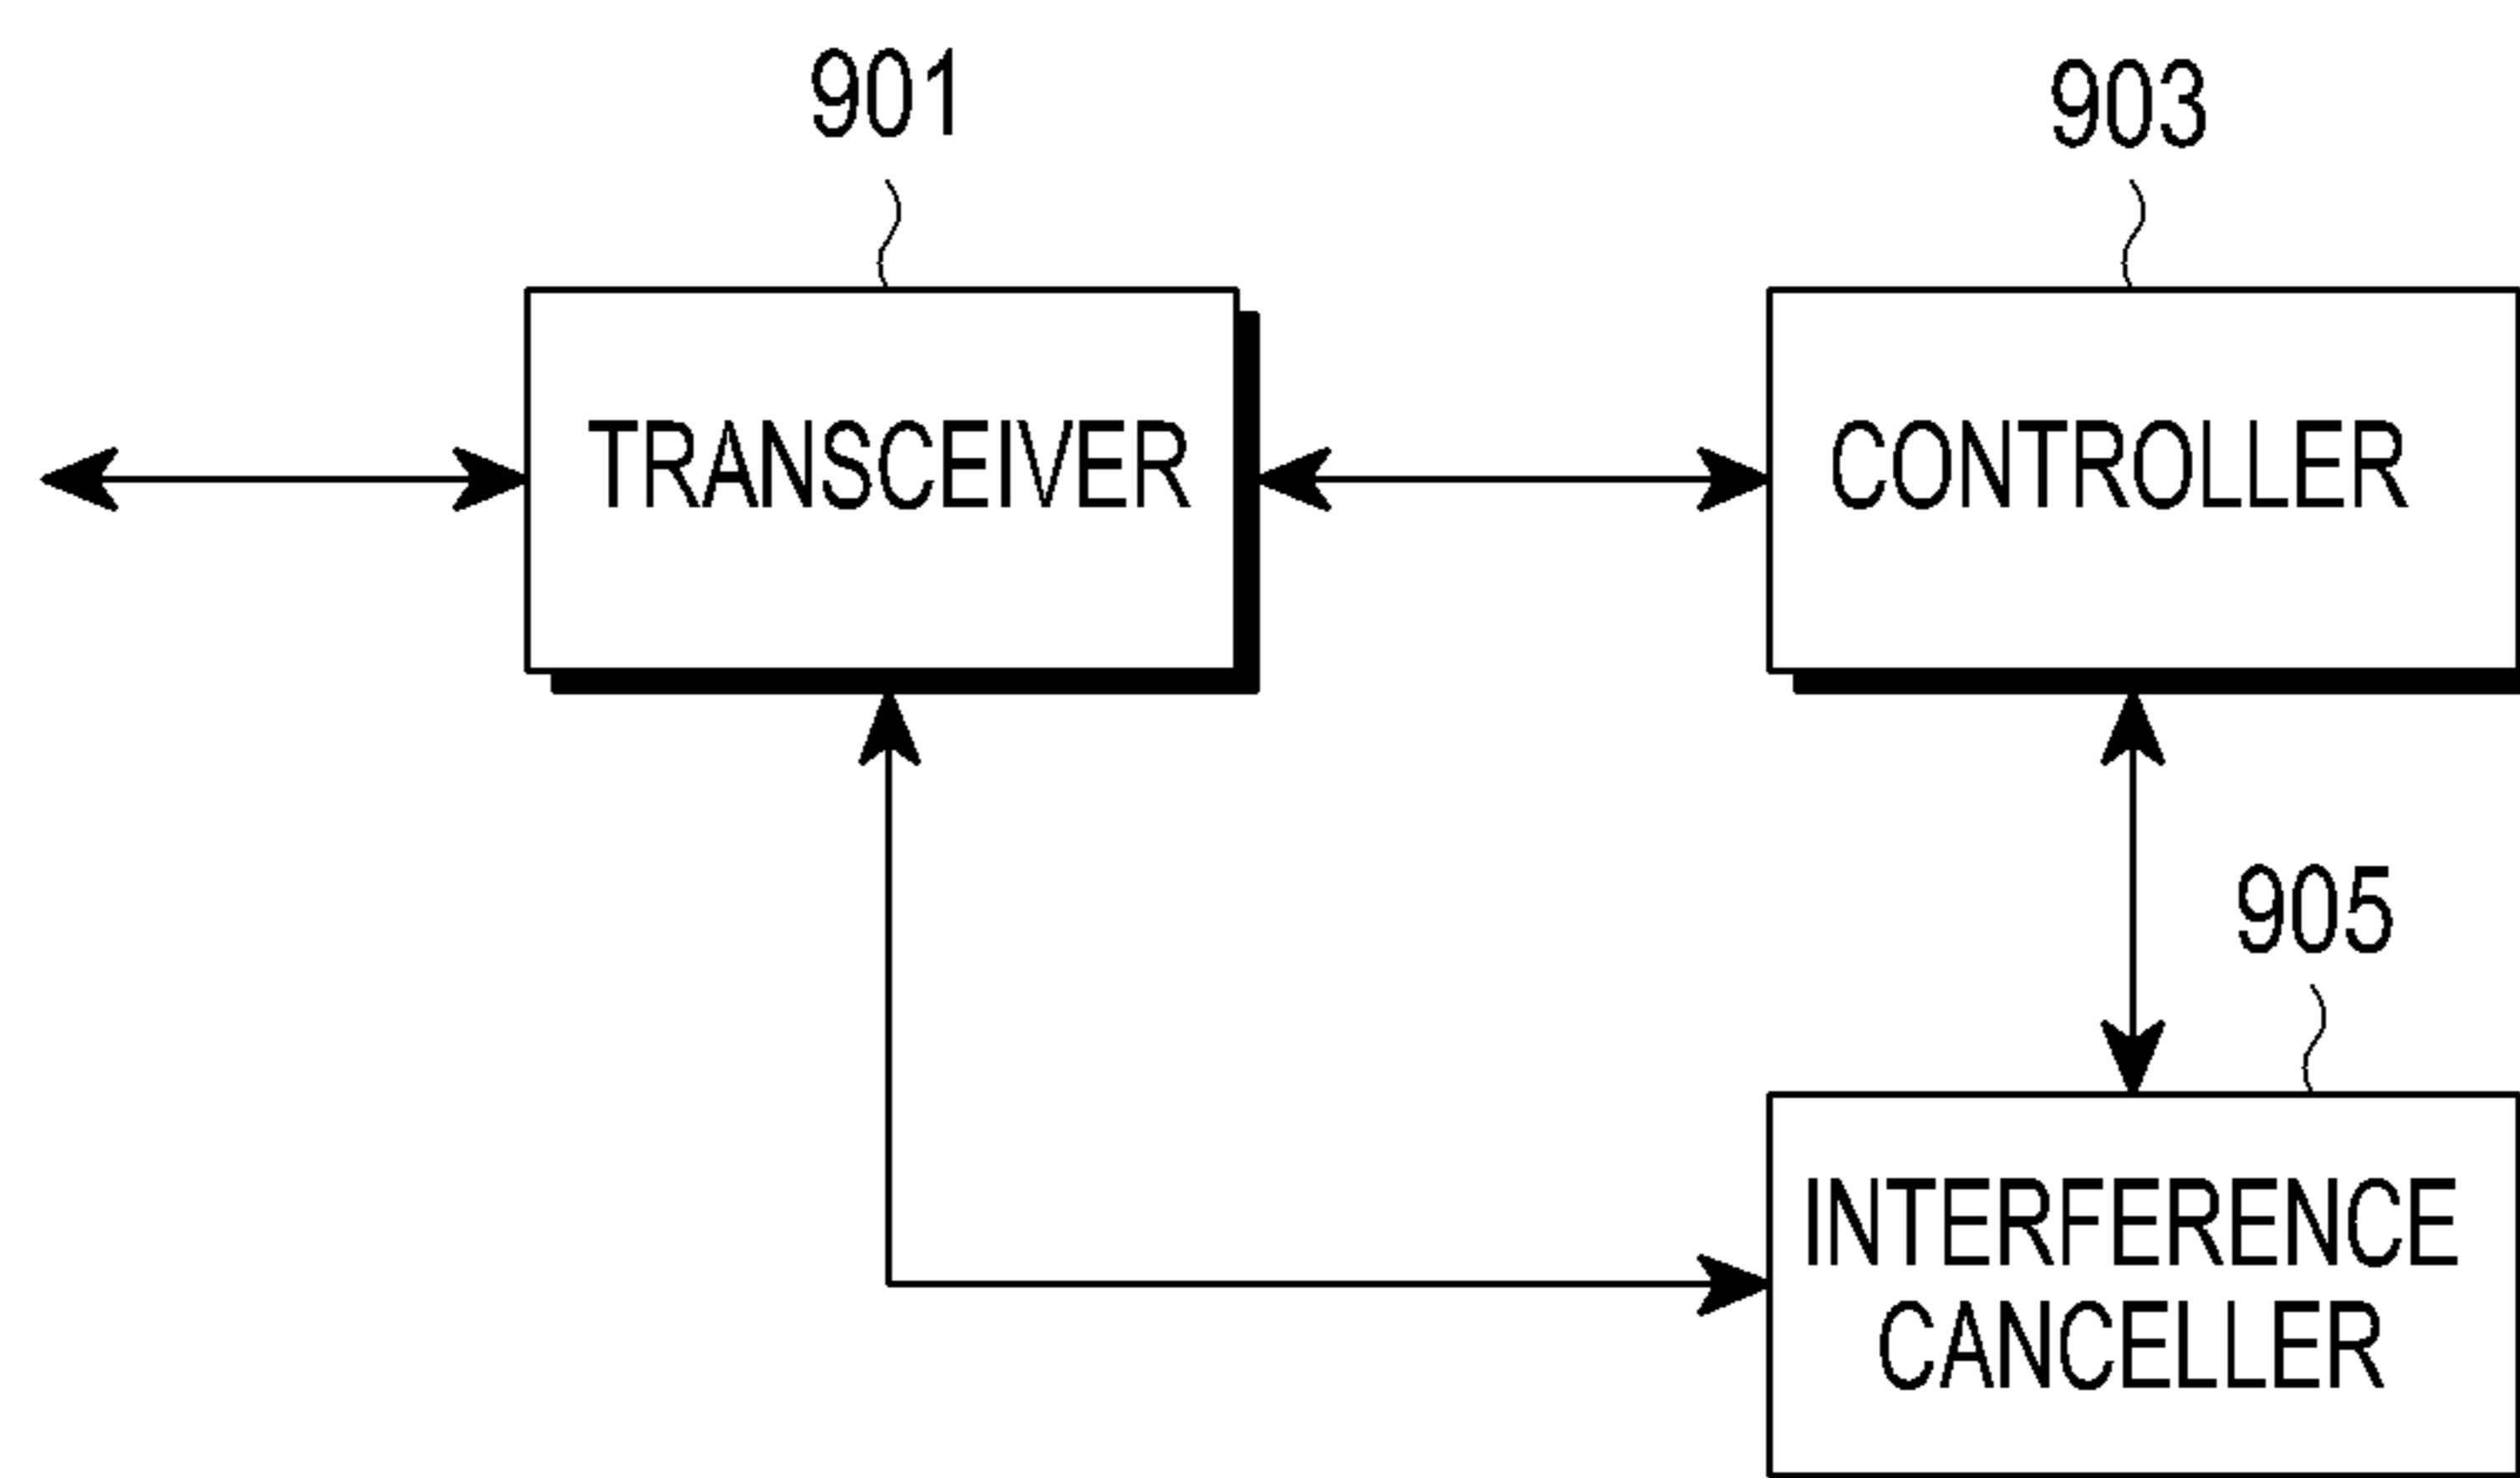 901
903
TRANSCEIVER
CONTROLLER
905
INTERFERENCE
CANCELLER